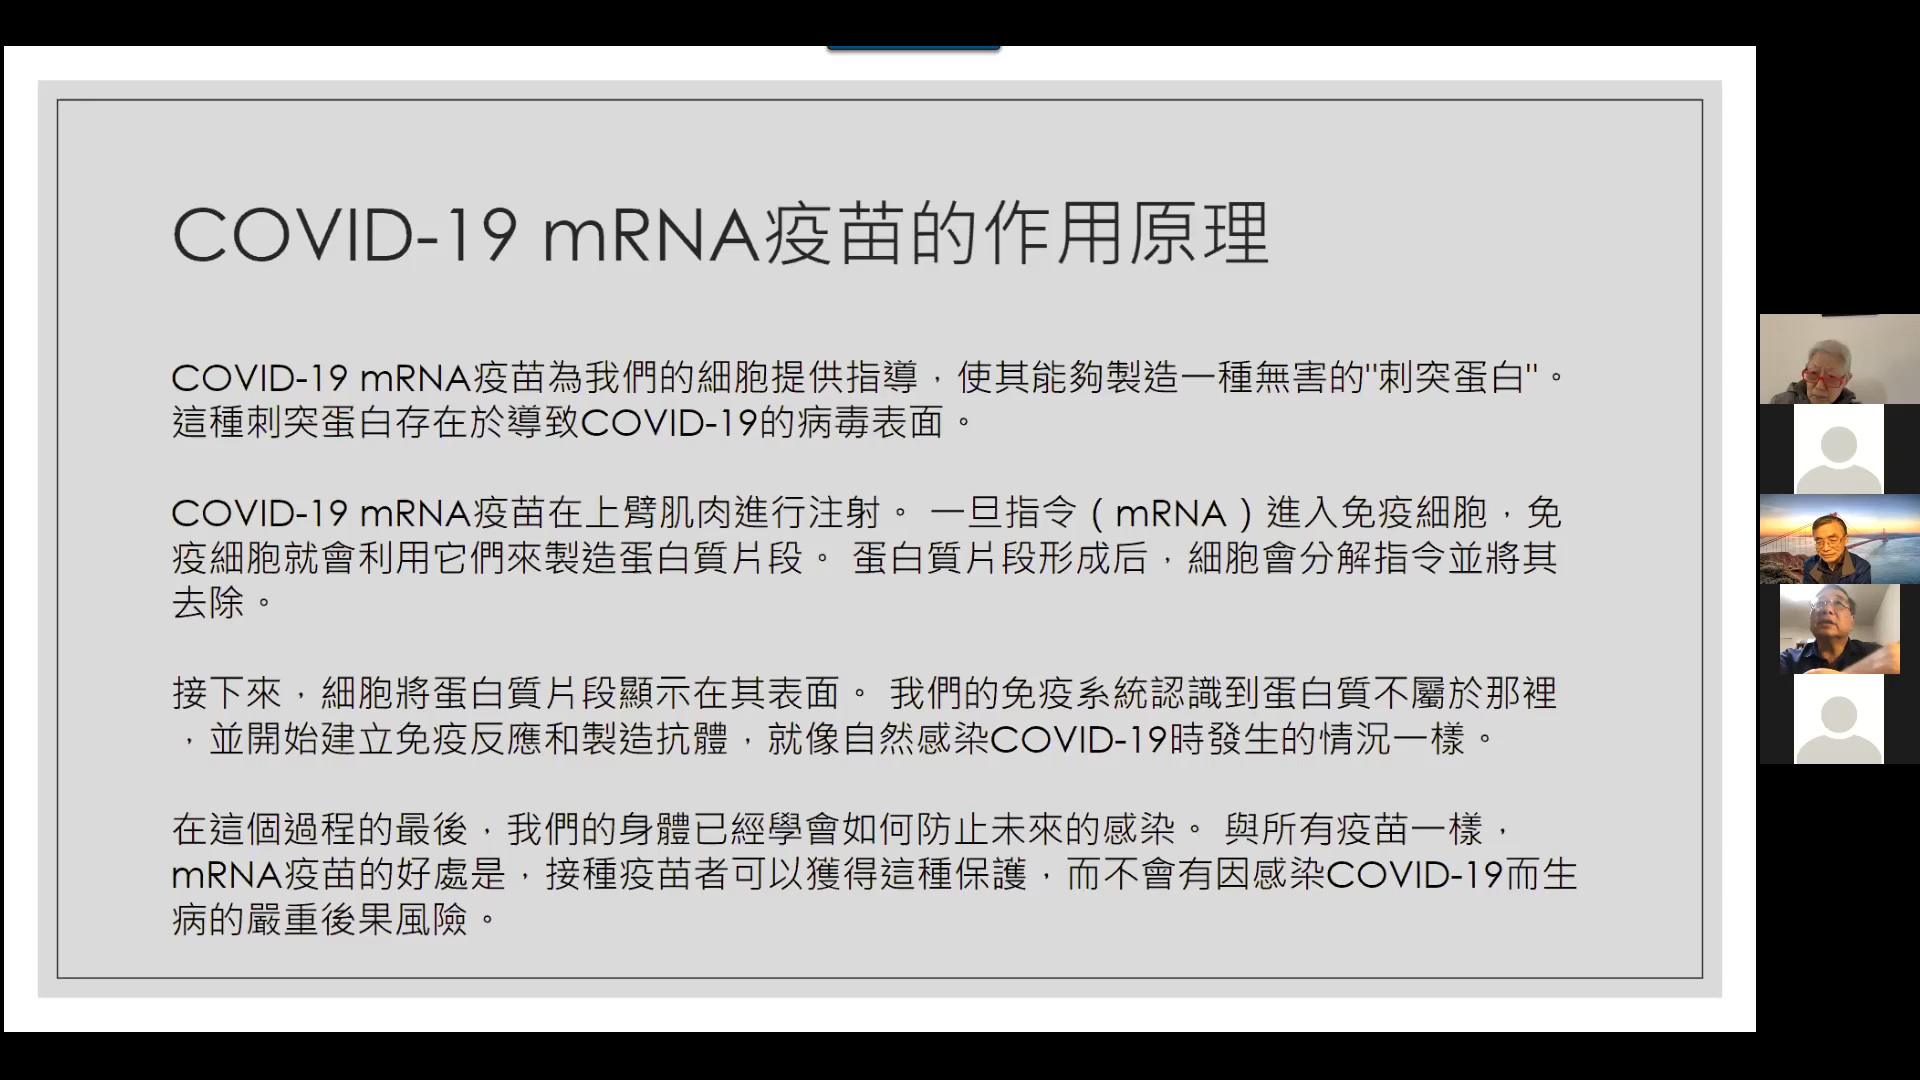 COVID-19 mRNA疫苗的作用原理
COVID-19 mRNA疫苗為我們的細胞提供指導，使其能夠製造一種無害的"刺突蛋白"。
這種刺突蛋白存在於導致COVID-19的病毒表面。
COVID-19 mRNA疫苗在上臂肌肉進行注射。 一旦指令（mRNA）進入免疫細胞，免
疫細胞就會利用它們來製造蛋白質片段。 蛋白質片段形成后，細胞會分解指令並將其
去除。
接下來，細胞將蛋白質片段顯示在其表面。 我們的免疫系統認識到蛋白質不屬於那裡
，並開始建立免疫反應和製造抗體，就像自然感染COVID-19時發生的情況一樣。
在這個過程的最後，我們的身體已經學會如何防止未來的感染。 與所有疫苗一樣，
mRNA疫苗的好處是，接種疫苗者可以獲得這種保護，而不會有因感染COVID-19而生
病的嚴重後果風險。